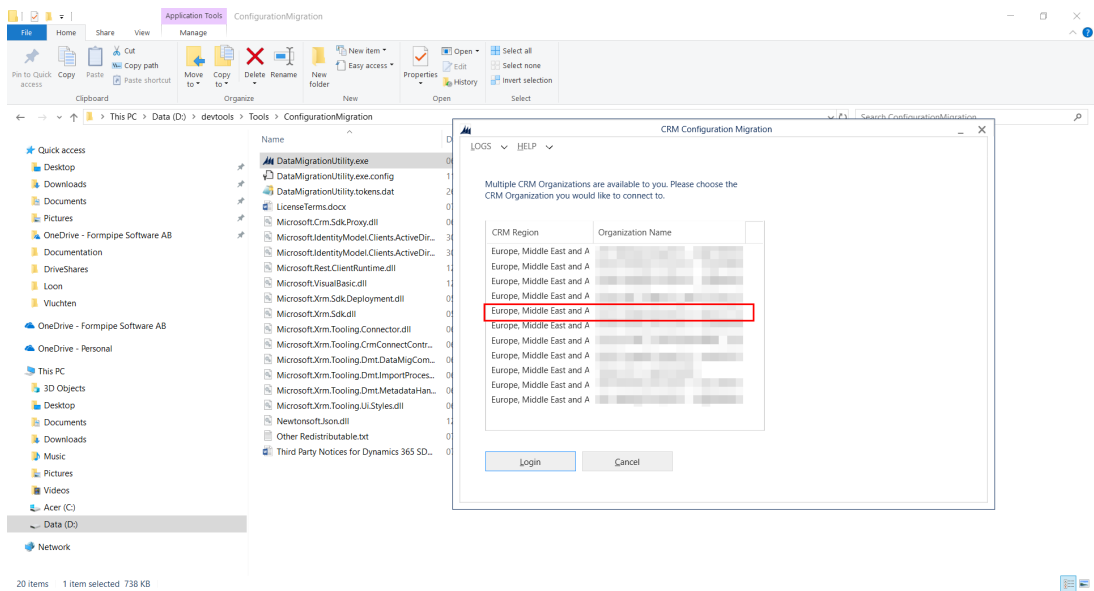 Application Tools ConfigurationMigration
File Home Share View Manage
Pin to Quick access
Copy
Paste
Cut
Copy path
Paste shortcut
Clipboard
Move to
Copy to
Delete
Rename
Organize
New folder
New item
Easy access
New
Properties
Open
Edit
History
Open
Select all
Select none
Invert selection
Select
This PC > Data (D:) > devtools > Tools > ConfigurationMigration
Search ConfigurationMigration
Quick access
Desktop
Downloads
Documents
Pictures
OneDrive - Formpipe Software AB
Documentation
DriveShares
Loon
Vluchten
OneDrive - Formpipe Software AB
OneDrive - Personal
This PC
3D Objects
Desktop
Documents
Downloads
Music
Pictures
Videos
Acer (C:)
Data (D:)
Network
Name
DataMigrationUtility.exe
DataMigrationUtility.exe.config
DataMigrationUtility.tokens.dat
LicenseTerms.docx
Microsoft.Crm.Sdk.Proxy.dll
Microsoft.IdentityModel.Clients.ActiveDir...
Microsoft.IdentityModel.Clients.ActiveDir...
Microsoft.Rest.ClientRuntime.dll
Microsoft.VisualBasic.dll
Microsoft.Xrm.Sdk.Deployment.dll
Microsoft.Xrm.Sdk.dll
Microsoft.Xrm.Tooling.Connector.dll
Microsoft.Xrm.Tooling.CrmConnectContr...
Microsoft.Xrm.Tooling.Dmt.DataMigCom...
Microsoft.Xrm.Tooling.Dmt.ImportProces...
Microsoft.Xrm.Tooling.Dmt.MetadataHan...
Microsoft.Xrm.Tooling.Ui.Styles.dll
Newtonsoft.Json.dll
Other Redistributable.txt
Third Party Notices for Dynamics 365 SD...
CRM Configuration Migration
LOGS HELP
Multiple CRM Organizations are available to you. Please choose the
CRM Organization you would like to connect to.
CRM Region Organization Name
Europe, Middle East and A
Europe, Middle East and A
Europe, Middle East and A
Europe, Middle East and A
Europe, Middle East and A
Europe, Middle East and A
Europe, Middle East and A
Europe, Middle East and A
Europe, Middle East and A
Europe, Middle East and A
Europe, Middle East and A
Login Cancel
20 items 1 item selected 738 KB